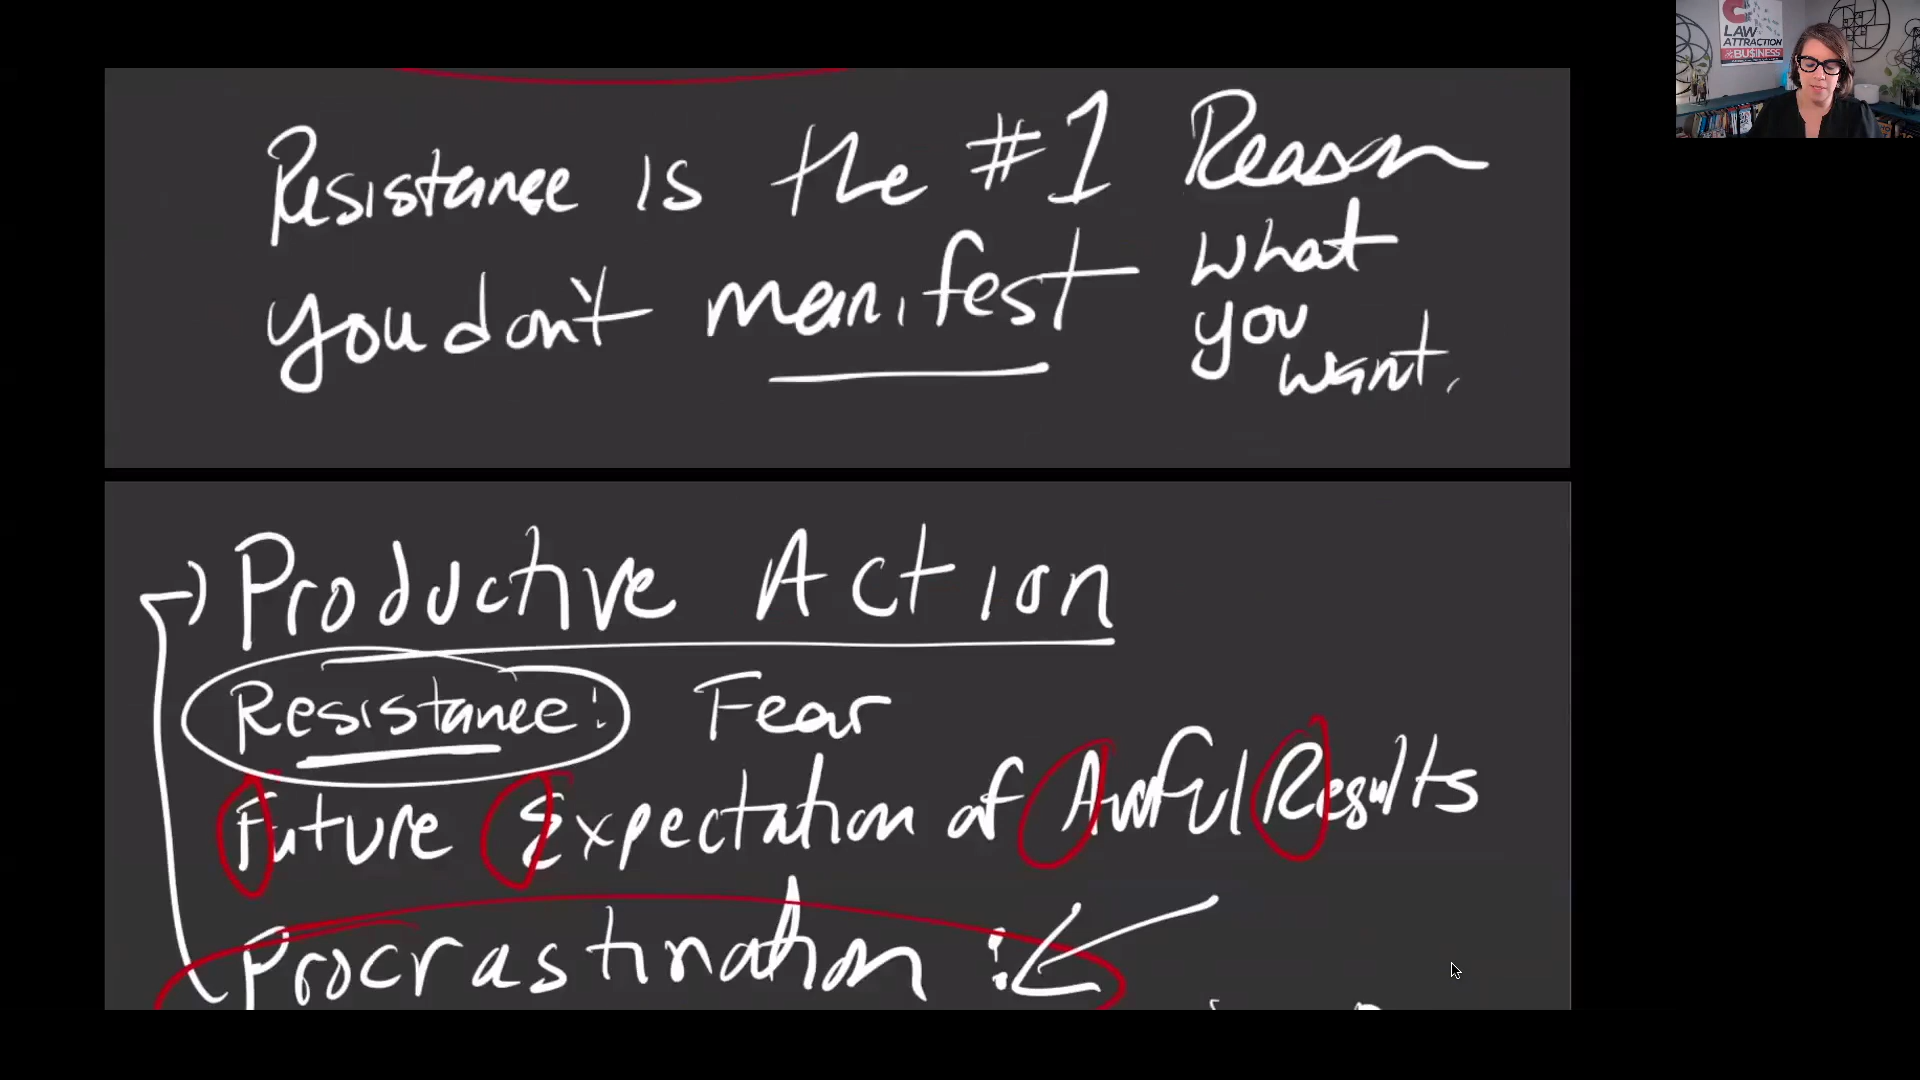 LAW
ATTRACTION
BUSINESS
Resistance is the #1 Reason
you don't manifest what
you
want.
Productive Action
Resistance: Fear
Future Expectation of Awful Results
Procrastination :